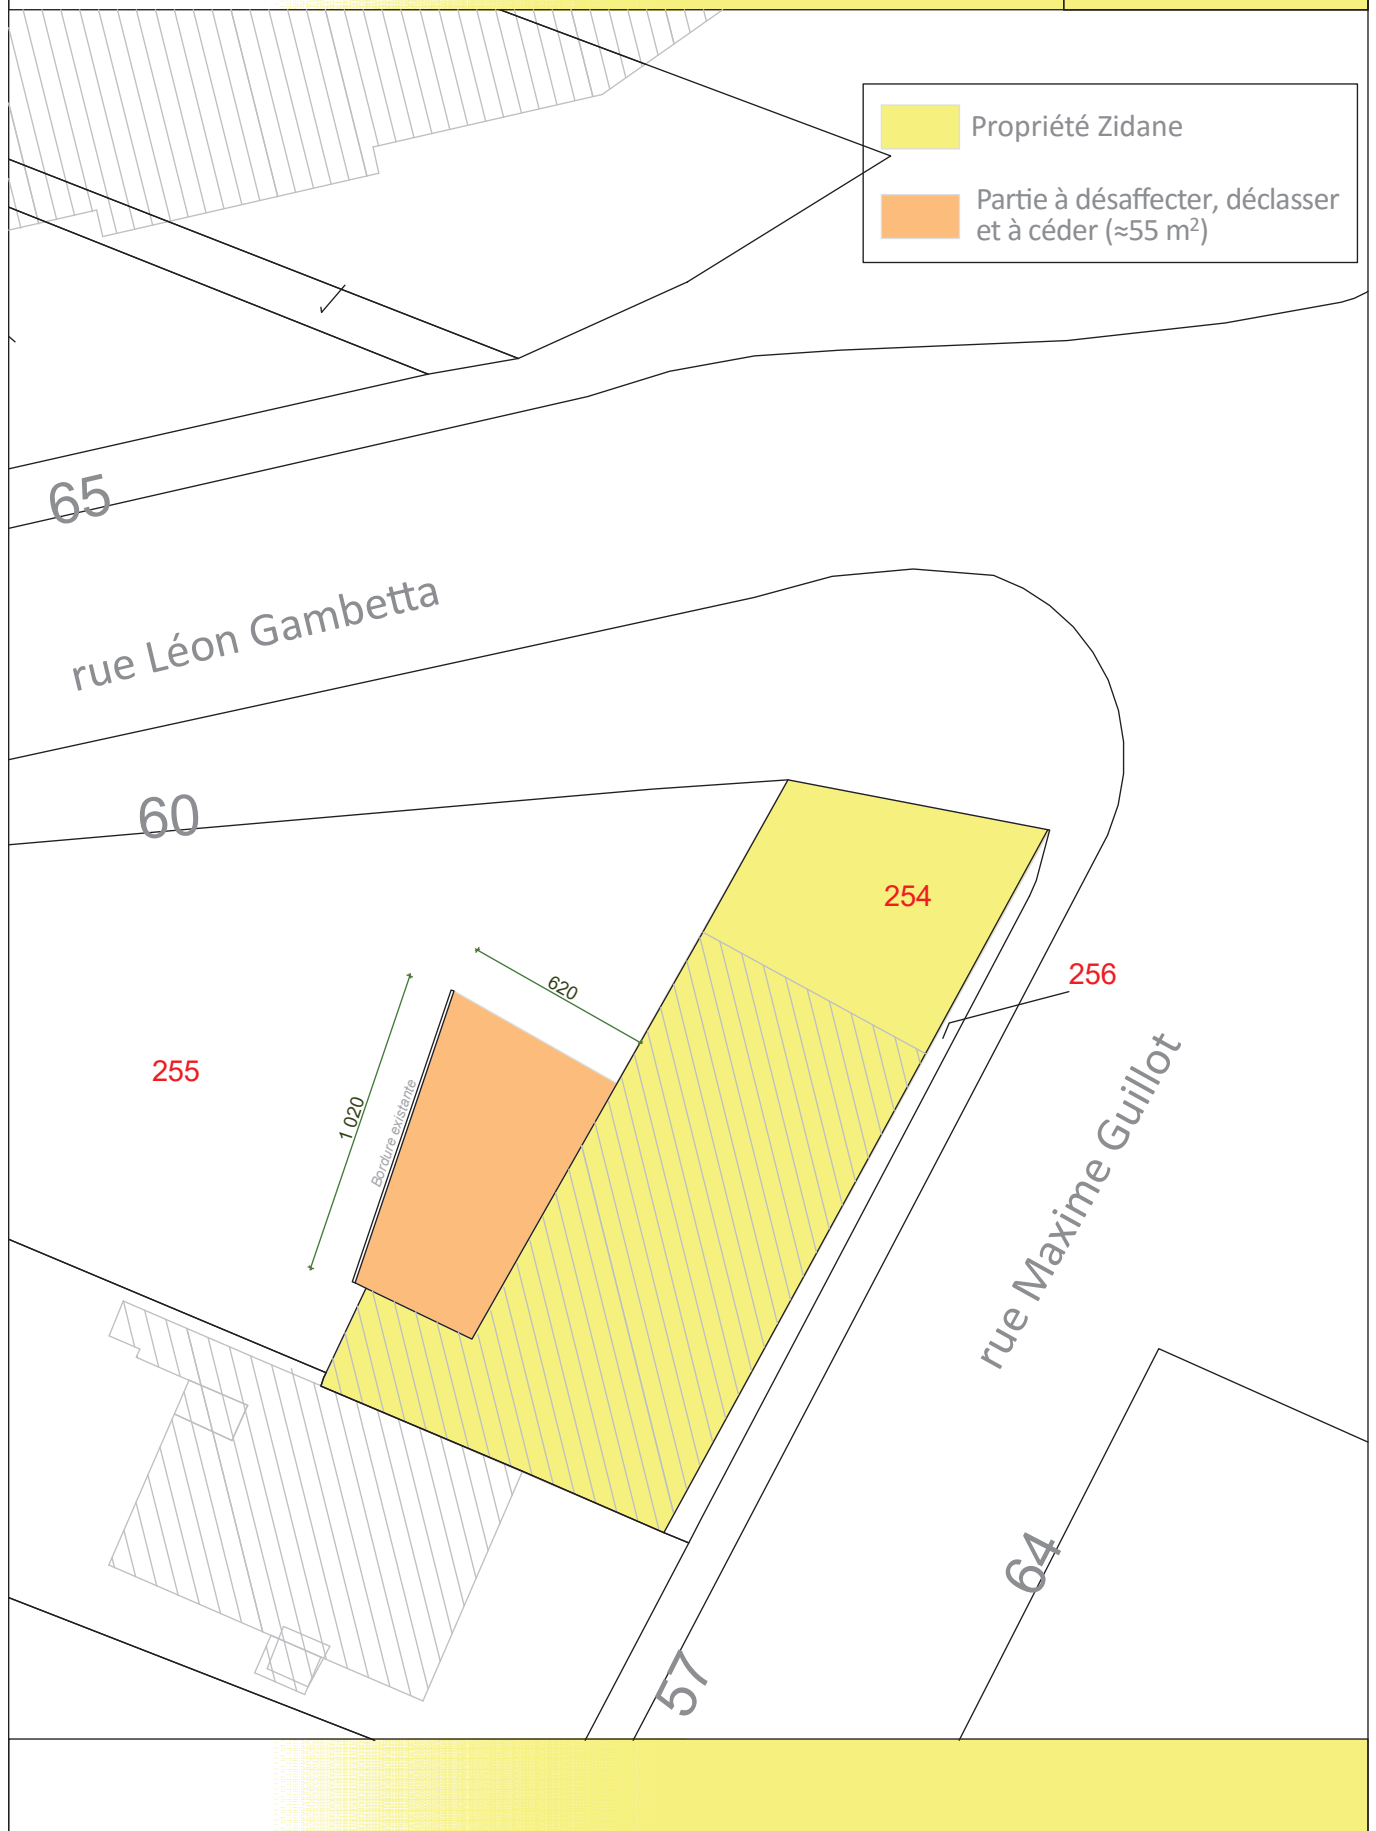 Propriété Zidane
Partie à désaffecter, déclasser
et à céder (≈55 m²)
65
rue Léon Gambetta
60
254
256
620
255
1 020
Bordure existante
rue Maxime Guillot
64
57